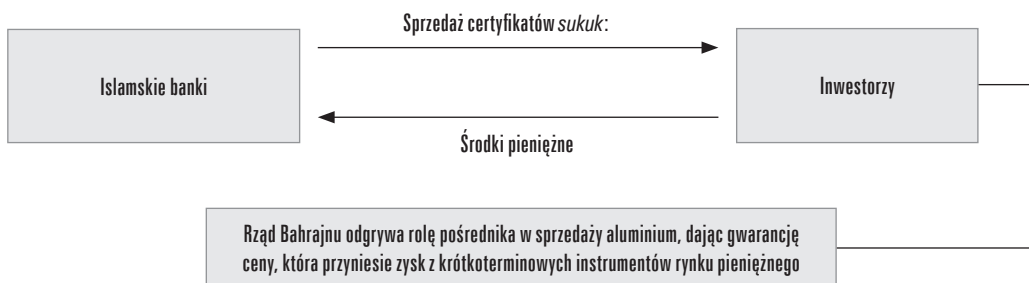 Sprzedaż certyfikatów sukuk:
Islamskie banki
Inwestorzy
Środki pieniężne
Rząd Bahrajnu odgrywa rolę pośrednika w sprzedaży aluminium, dając gwarancję
ceny, która przyniesie zysk z krótkoterminowych instrumentów rynku pieniężnego